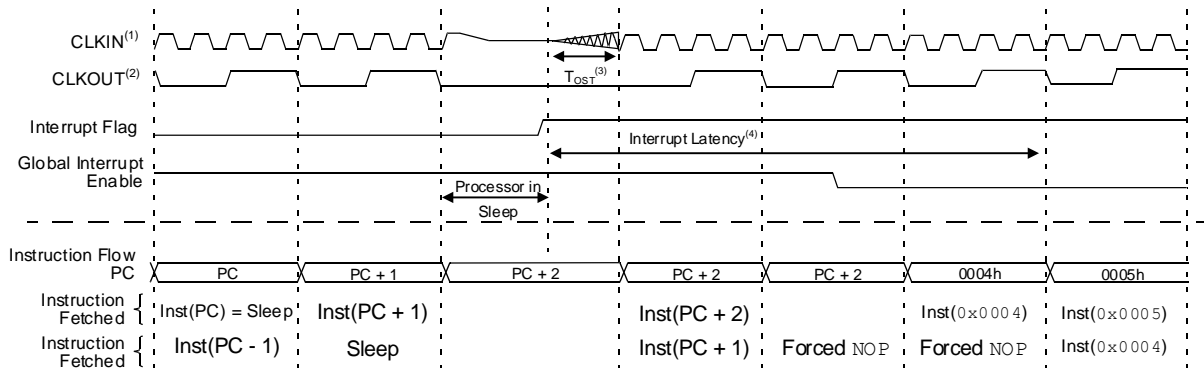 CLKIN(1)
CLKOUT(2)
TOST(3)
Interrupt Flag
Interrupt Latency(4)
Global Interrupt
Enable
Processor in
Sleep
Instruction Flow
PC
PC
PC + 1
PC + 2
PC + 2
PC + 2
0004h
0005h
Instruction
Fetched
Inst(PC) = Sleep
Inst(PC + 1)
Inst(PC + 2)
Inst(0x0004)
Inst(0x0005)
Instruction
Fetched
Inst(PC - 1)
Sleep
Inst(PC + 1)
Forced NOP
Forced NOP
Inst(0x0004)